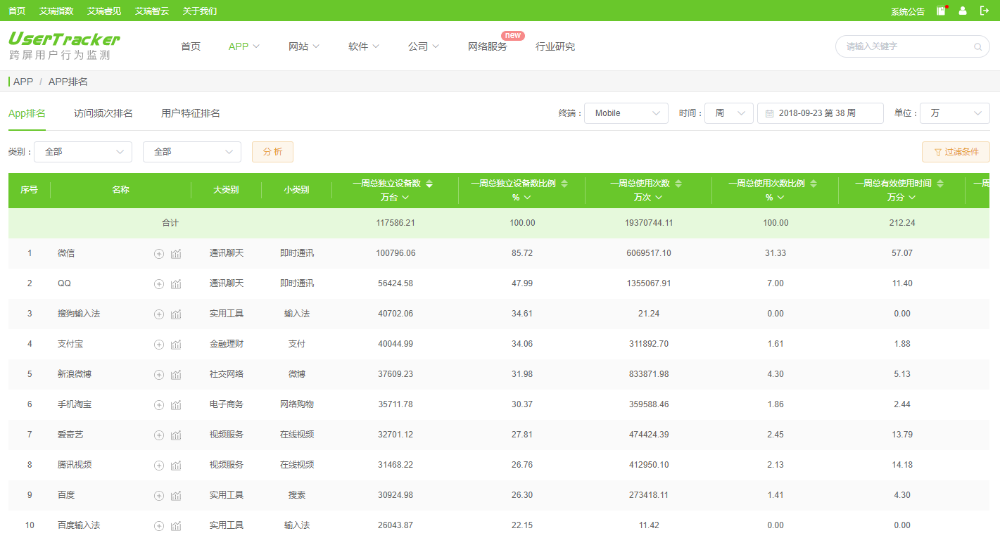 首页 艾瑞指数 艾瑞睿见 艾瑞智云 关于我们 系统公告
UserTracker
跨屏用户行为监测
首页 APP 网站 软件 公司 网络服务 new 行业研究 请输入关键字
APP / APP排名
App排名 访问频次排名 用户特征排名 终端： Mobile 时间： 周 2018-09-23 第 38 周 单位： 万
类别： 全部 全部 分 析 过滤条件
序号 名称 大类别 小类别 一周总独立设备数 万台 一周总独立设备数比例 % 一周总使用次数 万次 一周总使用次数比例 % 一周总有效使用时间 万分 一周
合计 117586.21 100.00 19370744.11 100.00 212.24
1 微信 通讯聊天 即时通讯 100796.06 85.72 6069517.10 31.33 57.07
2 QQ 通讯聊天 即时通讯 56424.58 47.99 1355067.91 7.00 11.40
3 搜狗输入法 实用工具 输入法 40702.06 34.61 21.24 0.00 0.00
4 支付宝 金融理财 支付 40044.99 34.06 311892.70 1.61 1.88
5 新浪微博 社交网络 微博 37609.23 31.98 833871.98 4.30 5.13
6 手机淘宝 电子商务 网络购物 35711.78 30.37 359588.46 1.86 2.44
7 爱奇艺 视频服务 在线视频 32701.12 27.81 474424.39 2.45 13.79
8 腾讯视频 视频服务 在线视频 31468.22 26.76 412950.10 2.13 14.18
9 百度 实用工具 搜索 30924.98 26.30 273418.11 1.41 4.30
10 百度输入法 实用工具 输入法 26043.87 22.15 11.42 0.00 0.00